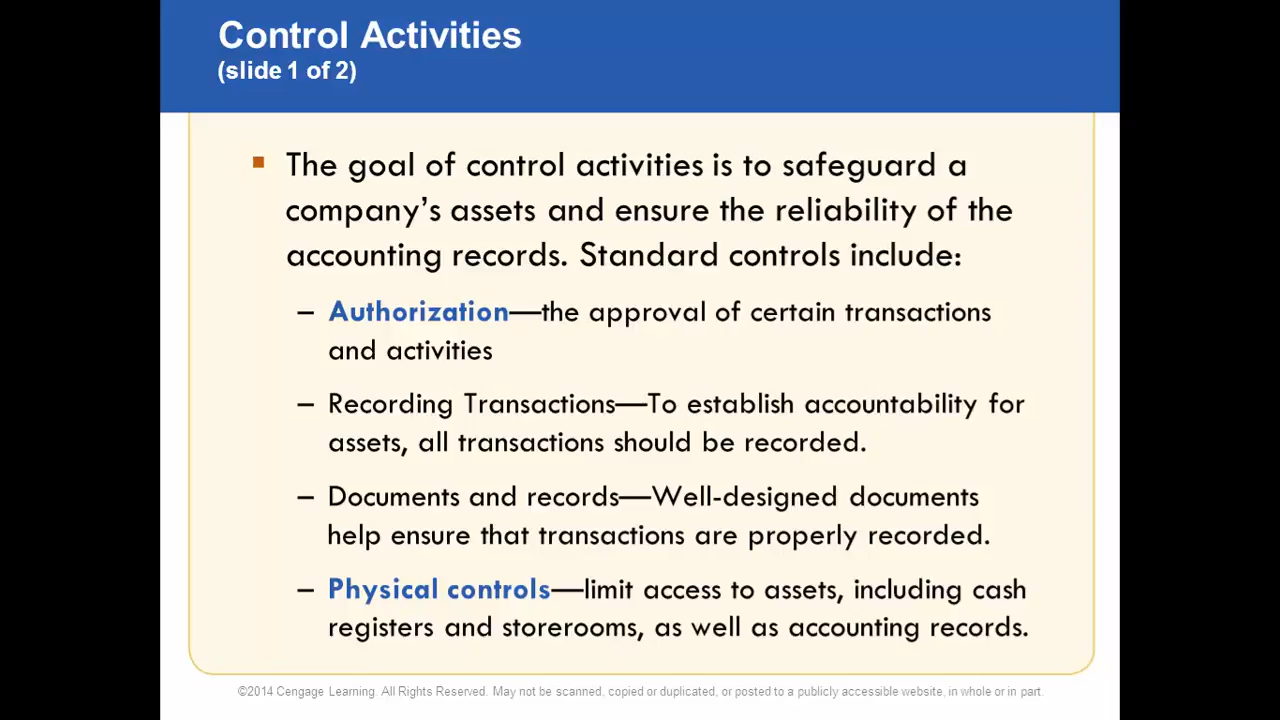 Control Activities
(slide 1 of 2)
▪ The goal of control activities is to safeguard a
company’s assets and ensure the reliability of the
accounting records. Standard controls include:
– Authorization—the approval of certain transactions
and activities
– Recording Transactions—To establish accountability for
assets, all transactions should be recorded.
– Documents and records—Well-designed documents
help ensure that transactions are properly recorded.
– Physical controls—limit access to assets, including cash
registers and storerooms, as well as accounting records.
©2014 Cengage Learning. All Rights Reserved. May not be scanned, copied or duplicated, or posted to a publicly accessible website, in whole or in part.